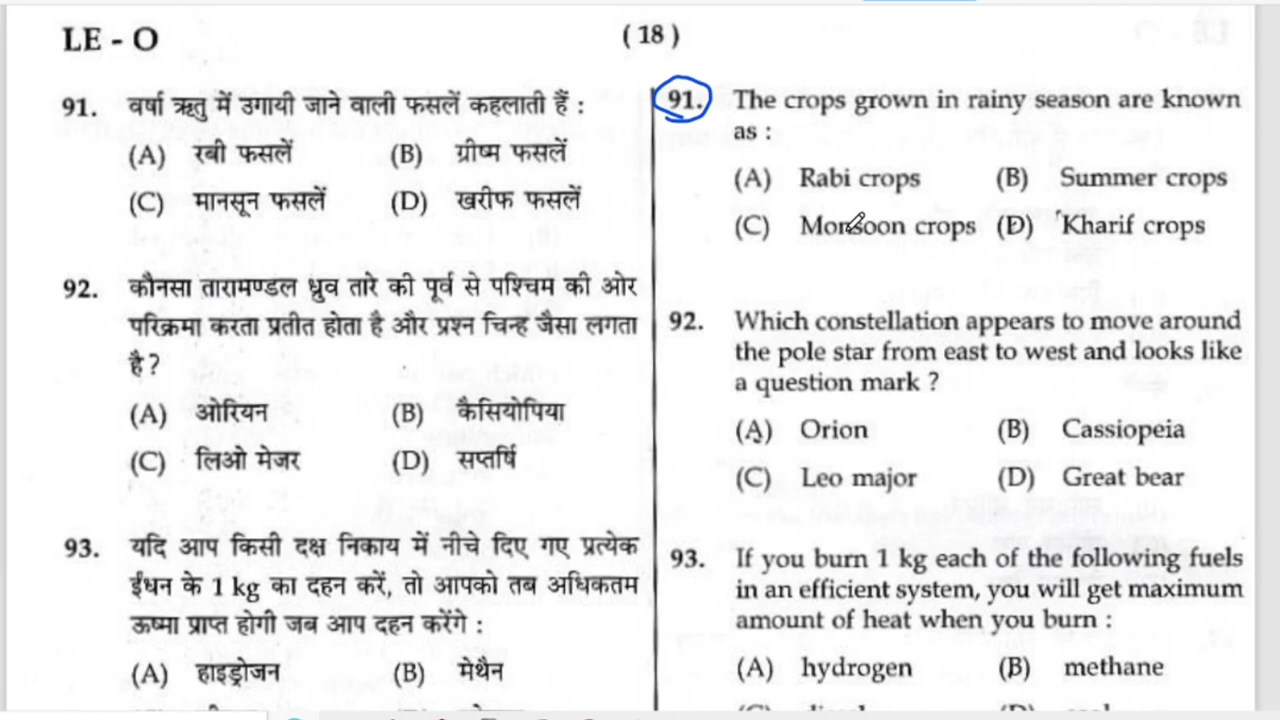 LE - O
( 18 )
91. वर्षा ऋतु में उगायी जाने वाली फसलें कहलाती हैं :
(A) रबी फसलें (B) ग्रीष्म फसलें
(C) मानसून फसलें (D) खरीफ फसलें
92. कौनसा तारामण्डल ध्रुव तारे की पूर्व से पश्चिम की ओर
परिक्रमा करता प्रतीत होता है और प्रश्न चिन्ह जैसा लगता
है ?
(A) ओरियन (B) कैसियोपिया
(C) लिओ मेजर (D) सप्तर्षि
93. यदि आप किसी दक्ष निकाय में नीचे दिए गए प्रत्येक
ईंधन के 1 kg का दहन करें, तो आपको तब अधिकतम
ऊष्मा प्राप्त होगी जब आप दहन करेंगे :
(A) हाइड्रोजन (B) मेथैन
91. The crops grown in rainy season are known
as :
(A) Rabi crops (B) Summer crops
(C) Monsoon crops (D) Kharif crops
92. Which constellation appears to move around
the pole star from east to west and looks like
a question mark ?
(A) Orion (B) Cassiopeia
(C) Leo major (D) Great bear
93. If you burn 1 kg each of the following fuels
in an efficient system, you will get maximum
amount of heat when you burn :
(A) hydrogen (B) methane